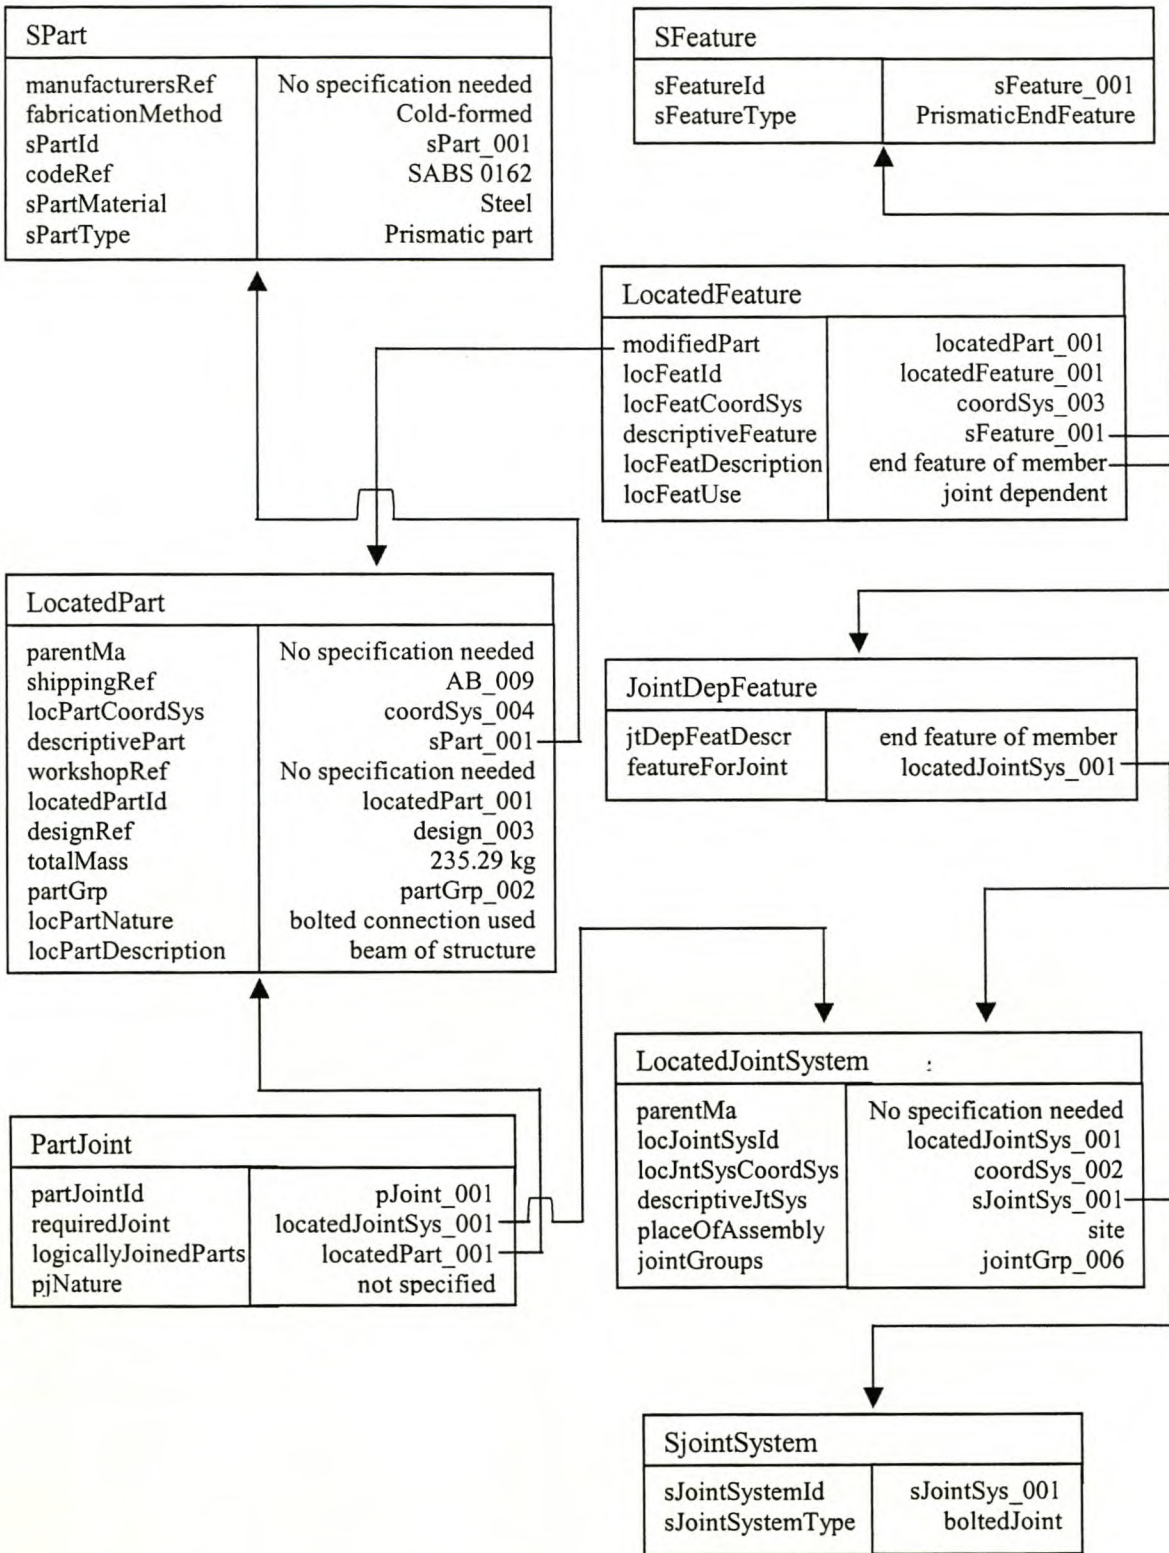 SPart
manufacturersRef No specification needed
fabricationMethod Cold-formed
sPartId sPart_001
codeRef SABS 0162
sPartMaterial Steel
sPartType Prismatic part
SFeature
sFeatureId sFeature_001
sFeatureType PrismaticEndFeature
LocatedFeature
modifiedPart locatedPart_001
locFeatId locatedFeature_001
locFeatCoordSys coordSys_003
descriptiveFeature sFeature_001
locFeatDescription end feature of member
locFeatUse joint dependent
LocatedPart
parentMa No specification needed
shippingRef AB_009
locPartCoordSys coordSys_004
descriptivePart sPart_001
workshopRef No specification needed
locatedPartId locatedPart_001
designRef design_003
totalMass 235.29 kg
partGrp partGrp_002
locPartNature bolted connection used
locPartDescription beam of structure
JointDepFeature
jtDepFeatDescr end feature of member
featureForJoint locatedJointSys_001
PartJoint
partJointId pJoint_001
requiredJoint locatedJointSys_001
logicallyJoinedParts locatedPart_001
pjNature not specified
LocatedJointSystem
parentMa No specification needed
locJointSysId locatedJointSys_001
locJntSysCoordSys coordSys_002
descriptiveJtSys sJointSys_001
placeOfAssembly site
jointGroups jointGrp_006
SjointSystem
sJointSystemId sJointSys_001
sJointSystemType boltedJoint